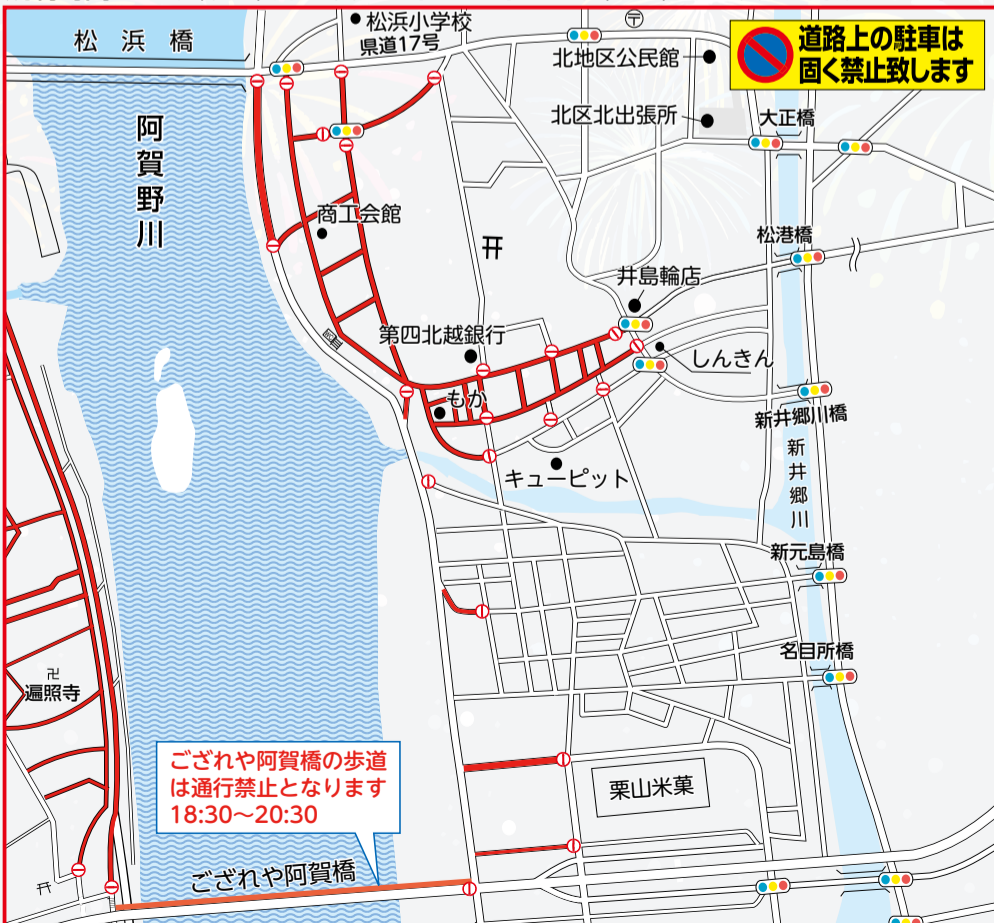 松浜橋
松浜小学校
県道17号
〒
北地区公民館
道路上の駐車は
固く禁止致します
北区北出張所
大正橋
阿賀野川
商工会館
松港橋
井島輪店
第四北越銀行
しんきん
もか
新井郷川橋
キューピット
新井郷川
新元島橋
名目所橋
卍
遍照寺
ござれや阿賀橋の歩道
は通行禁止となります
18:30～20:30
栗山米菓
ござれや阿賀橋